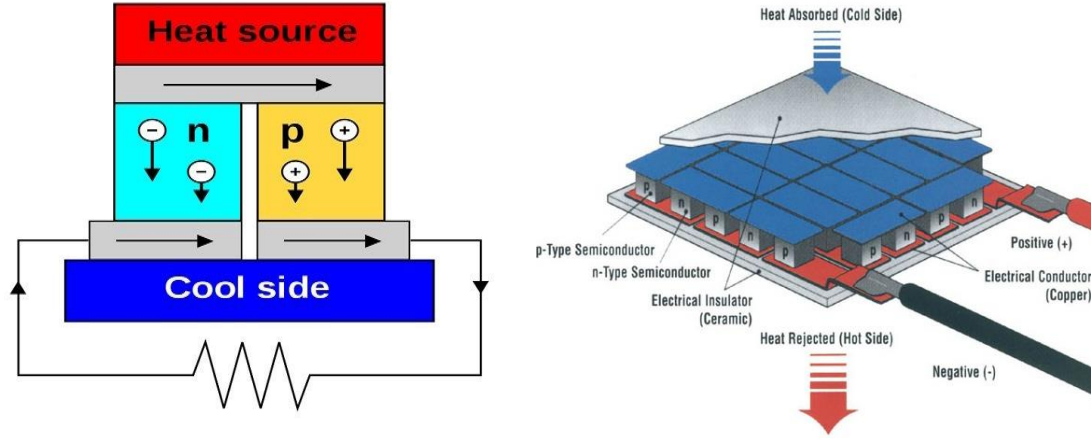 Heat source
n
p
−
+
−
+
Cool side
Heat Absorbed (Cold Side)
p
n
p
n
p
p
n
p
n
p-Type Semiconductor
n-Type Semiconductor
Positive (+)
Electrical Insulator
(Ceramic)
Electrical Conductor
(Copper)
Heat Rejected (Hot Side)
Negative (-)